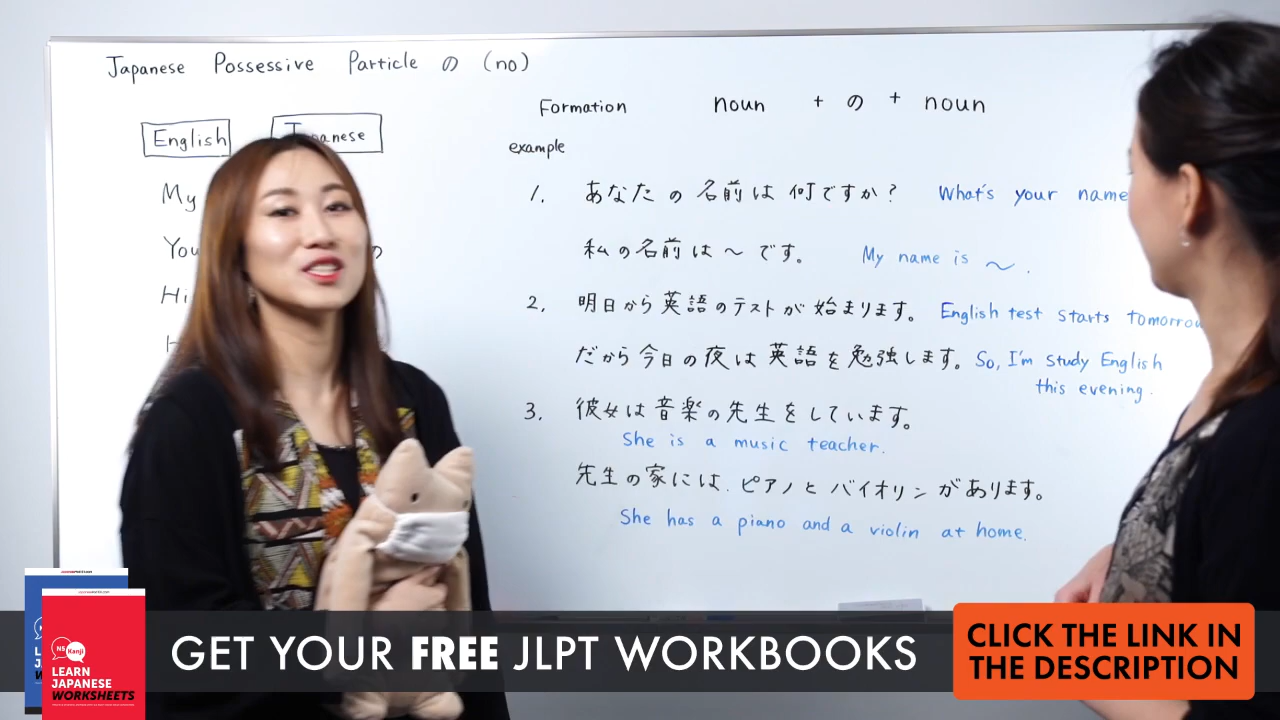 Japanese Possessive Particle の (no)
English
Japanese
My
Formation noun + の + noun
example
1. あなたの名前は何ですか? What's your name
私の名前は〜です。 My name is 〜.
2. 明日から英語のテストが始まります。 English test starts tomorrow
だから今日の夜は英語を勉強します。 So, I'm study English
this evening.
3. 彼女は音楽の先生をしています。
She is a music teacher.
先生の家には、ピアノとバイオリンがあります。
She has a piano and a violin at home.
NS Kanji
LEARN
JAPANESE
WORKSHEETS
GET YOUR FREE JLPT WORKBOOKS
CLICK THE LINK IN
THE DESCRIPTION